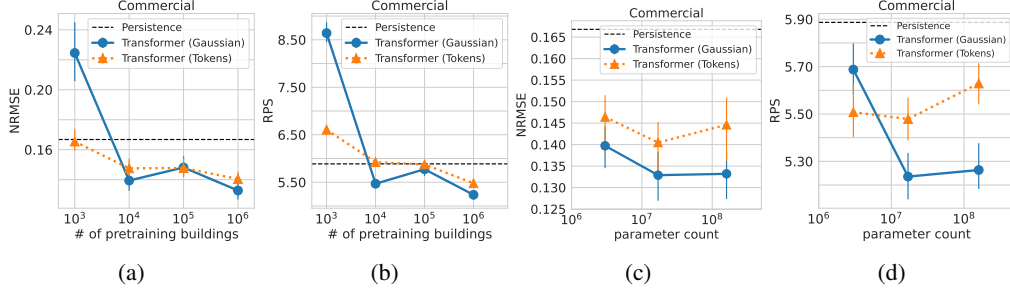 Commercial
NRMSE
0.24
0.20
0.16
Persistence
Transformer (Gaussian)
Transformer (Tokens)
10³ 10⁴ 10⁵ 10⁶
# of pretraining buildings
(a)
Commercial
RPS
8.50
7.50
6.50
5.50
Persistence
Transformer (Gaussian)
Transformer (Tokens)
10³ 10⁴ 10⁵ 10⁶
# of pretraining buildings
(b)
Commercial
NRMSE
0.165
0.160
0.155
0.150
0.145
0.140
0.135
0.130
0.125
Persistence
Transformer (Gaussian)
Transformer (Tokens)
10⁶ 10⁷ 10⁸
parameter count
(c)
Commercial
RPS
5.90
5.70
5.50
5.30
Persistence
Transformer (Gaussian)
Transformer (Tokens)
10⁶ 10⁷ 10⁸
parameter count
(d)